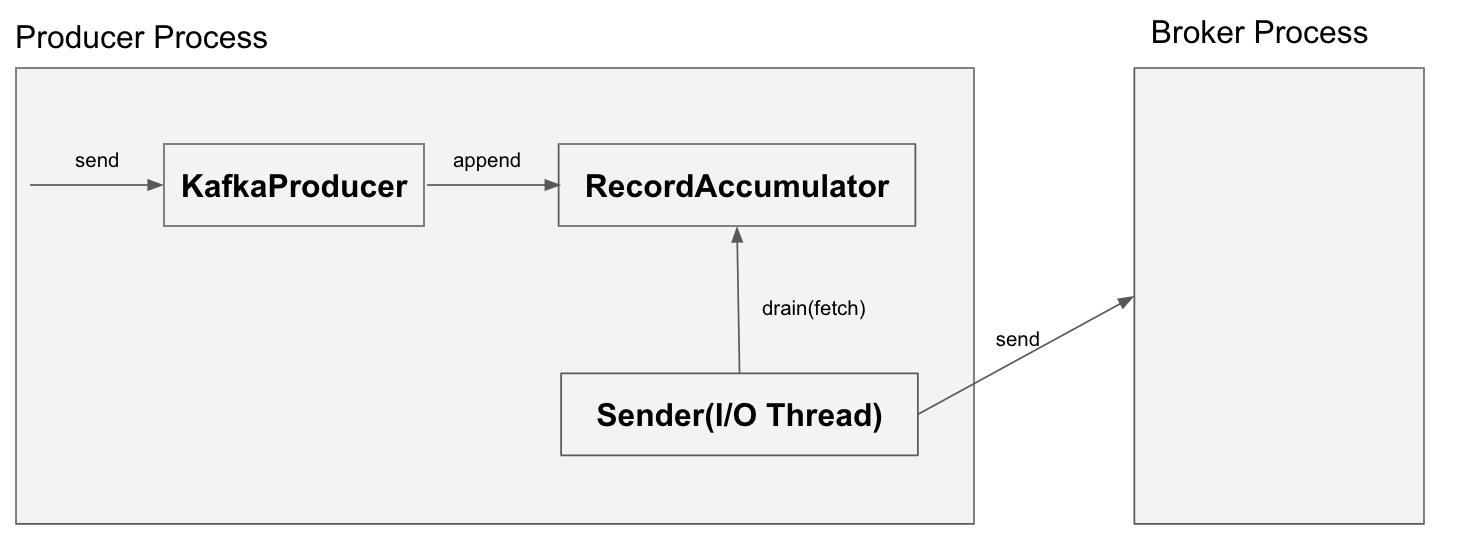 Producer Process
Broker Process
send
KafkaProducer
append
RecordAccumulator
drain(fetch)
send
Sender(I/O Thread)